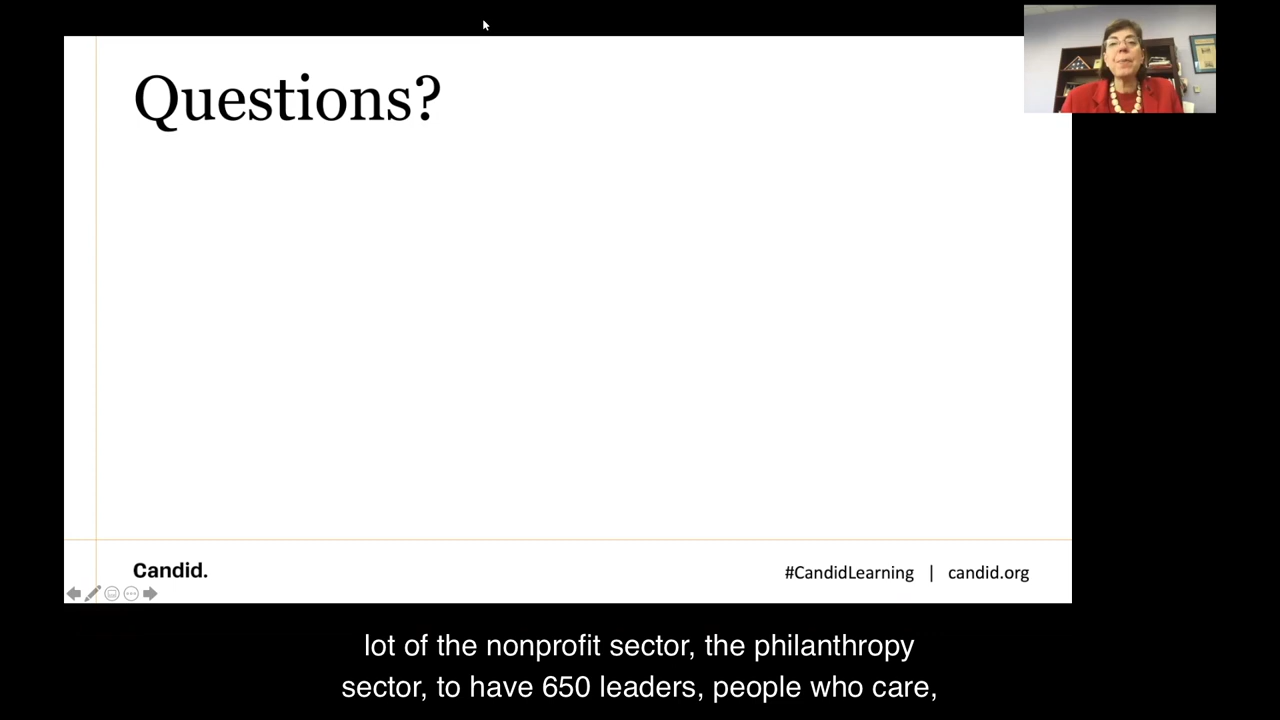 Questions?
Candid.
#CandidLearning | candid.org
lot of the nonprofit sector, the philanthropy
sector, to have 650 leaders, people who care,